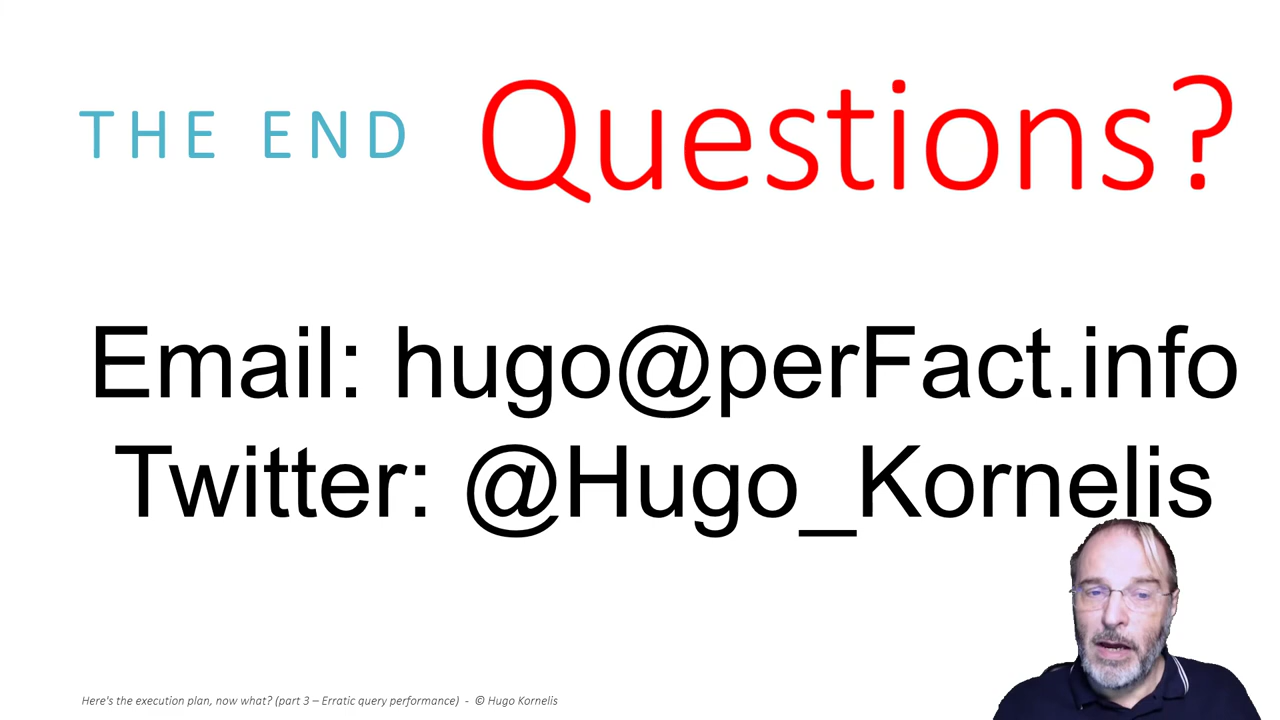 THE END
Questions?
Email: hugo@perFact.info
Twitter: @Hugo_Kornelis
Here's the execution plan, now what? (part 3 – Erratic query performance) - © Hugo Kornelis